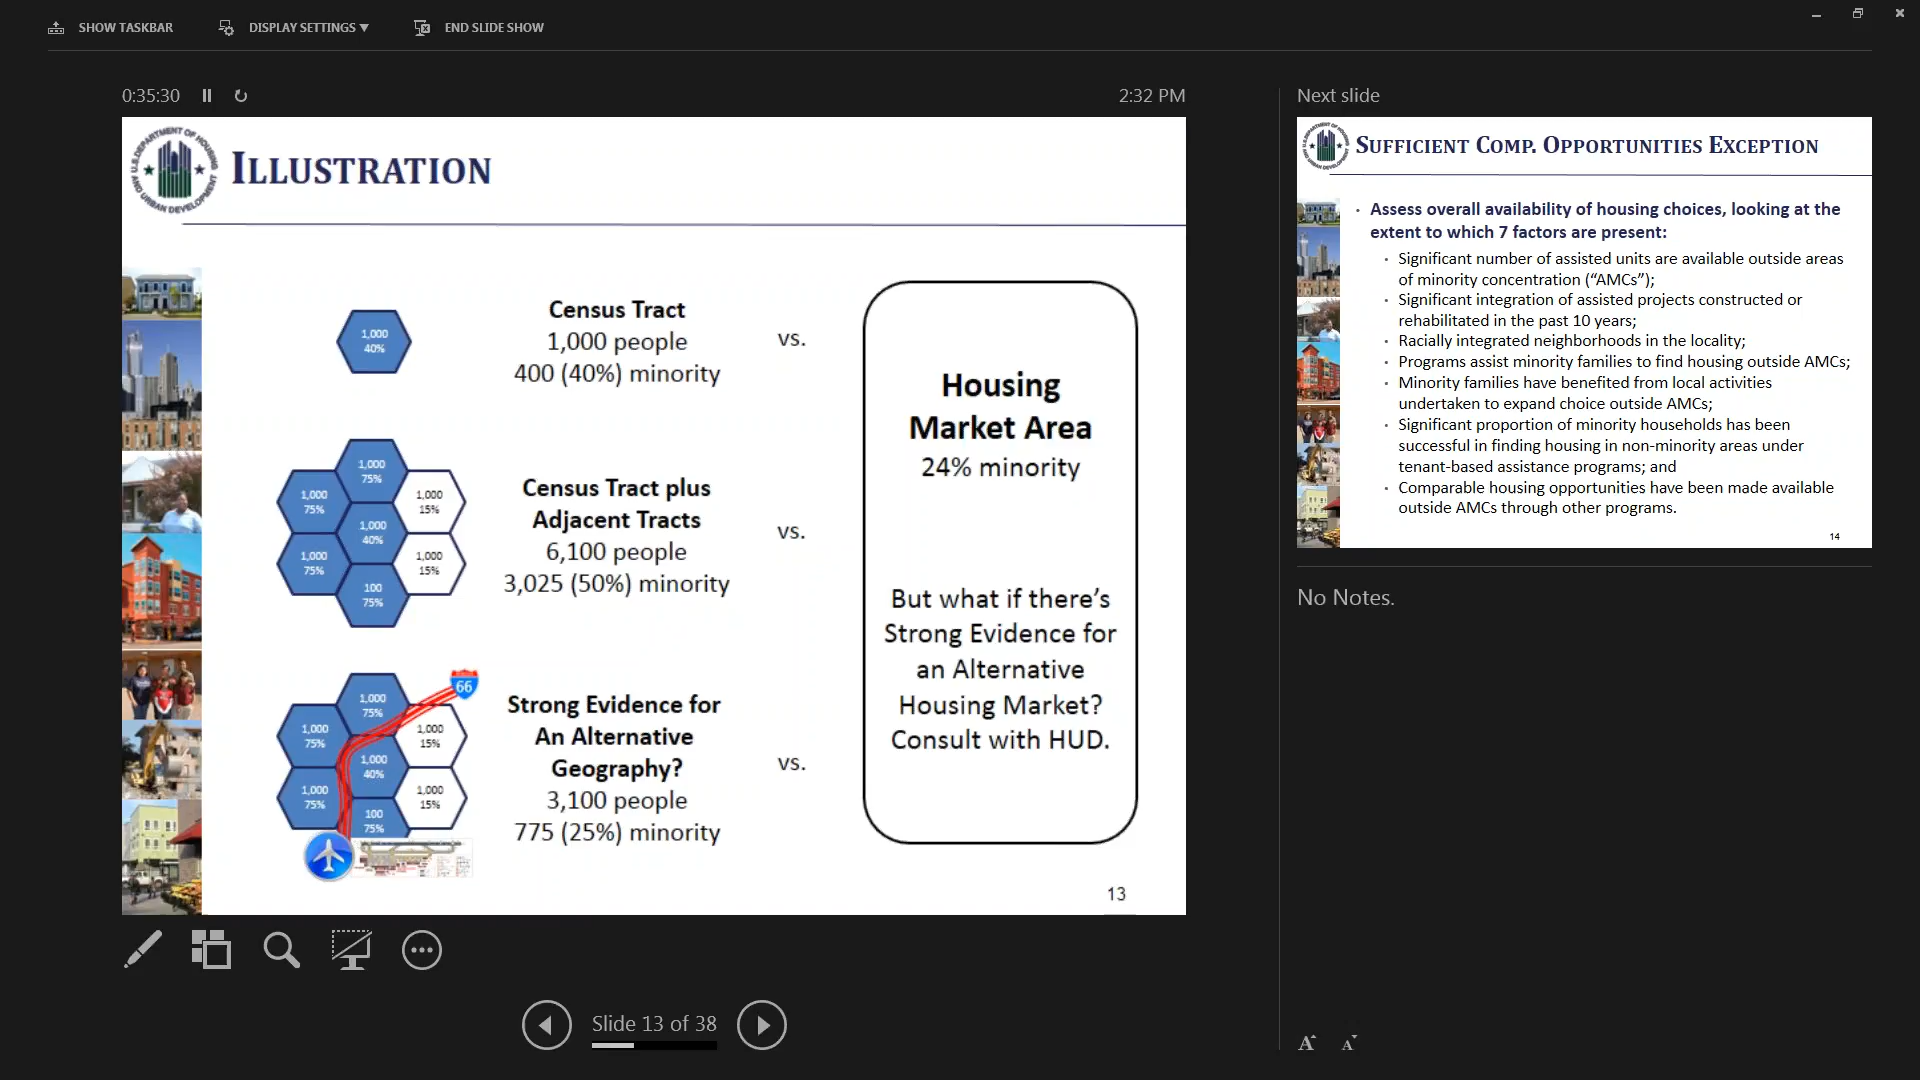 SHOW TASKBAR
DISPLAY SETTINGS ▼
END SLIDE SHOW
0:35:30
2:32 PM
U.S. DEPARTMENT OF HOUSING
AND URBAN DEVELOPMENT
ILLUSTRATION
1,000
40%
Census Tract
1,000 people
400 (40%) minority
vs.
1,000
75%
1,000
75%
1,000
15%
1,000
40%
1,000
75%
1,000
15%
100
75%
Census Tract plus
Adjacent Tracts
6,100 people
3,025 (50%) minority
vs.
66
1,000
75%
1,000
75%
1,000
15%
1,000
40%
1,000
75%
1,000
15%
100
75%
Strong Evidence for
An Alternative
Geography?
3,100 people
775 (25%) minority
vs.
Housing
Market Area
24% minority
But what if there's
Strong Evidence for
an Alternative
Housing Market?
Consult with HUD.
13
Slide 13 of 38
Next slide
SUFFICIENT COMP. OPPORTUNITIES EXCEPTION
• Assess overall availability of housing choices, looking at the
extent to which 7 factors are present:
• Significant number of assisted units are available outside areas
of minority concentration (“AMCs”);
• Significant integration of assisted projects constructed or
rehabilitated in the past 10 years;
• Racially integrated neighborhoods in the locality;
• Programs assist minority families to find housing outside AMCs;
• Minority families have benefited from local activities
undertaken to expand choice outside AMCs;
• Significant proportion of minority households has been
successful in finding housing in non-minority areas under
tenant-based assistance programs; and
• Comparable housing opportunities have been made available
outside AMCs through other programs.
14
No Notes.
A A